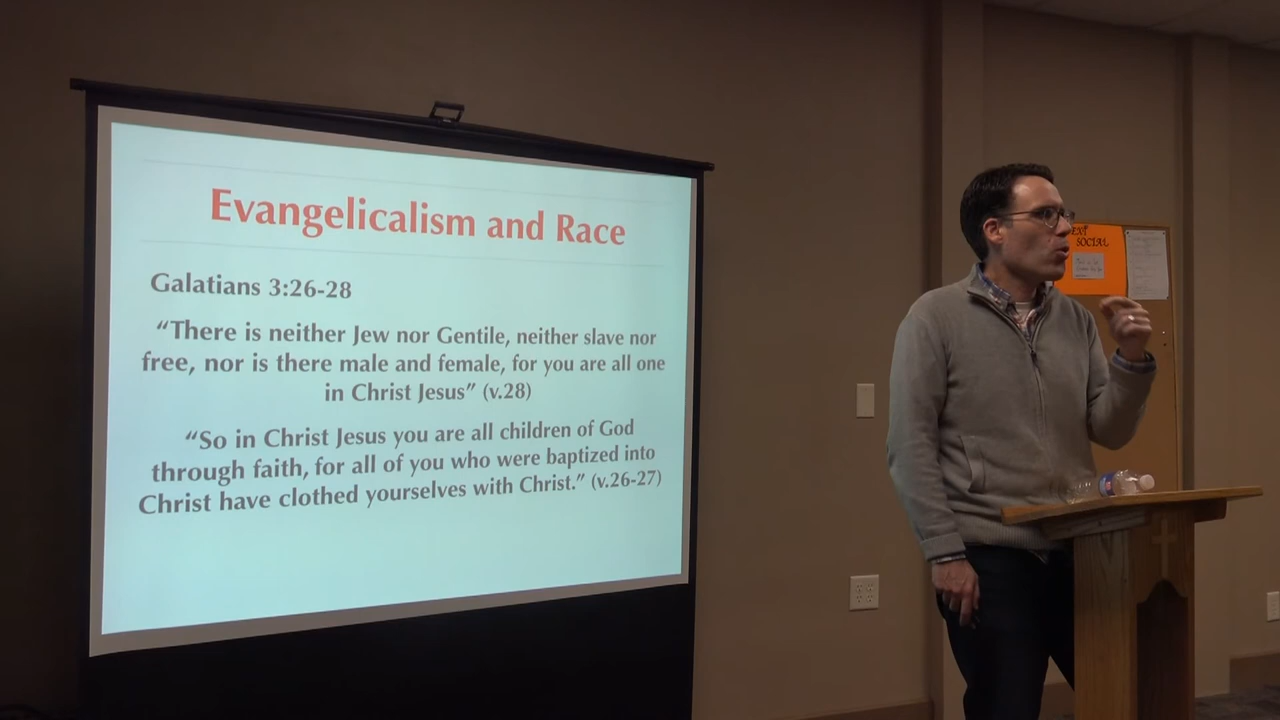 Evangelicalism and Race
Galatians 3:26-28
“There is neither Jew nor Gentile, neither slave nor
free, nor is there male and female, for you are all one
in Christ Jesus” (v.28)
“So in Christ Jesus you are all children of God
through faith, for all of you who were baptized into
Christ have clothed yourselves with Christ.” (v.26-27)
SOCIAL